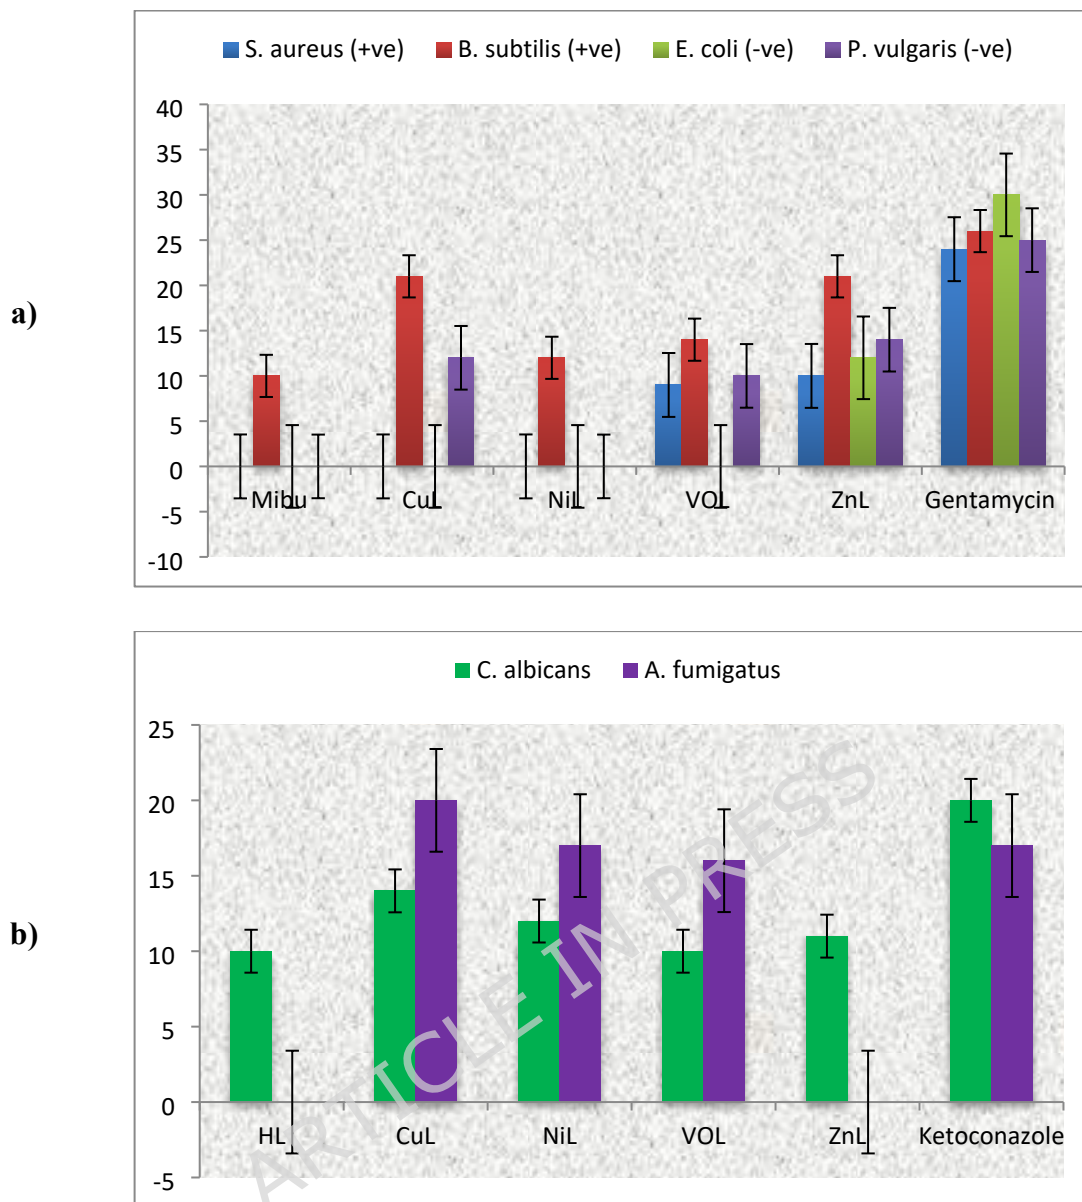 a)
S. aureus (+ve) B. subtilis (+ve) E. coli (-ve) P. vulgaris (-ve)
40
35
30
25
20
15
10
5
0
-5
-10
Mibu CuL NiL VOL ZnL Gentamycin
b)
C. albicans A. fumigatus
25
20
15
10
5
0
-5
HL CuL NiL VOL ZnL Ketoconazole
ARTICLE IN PRESS